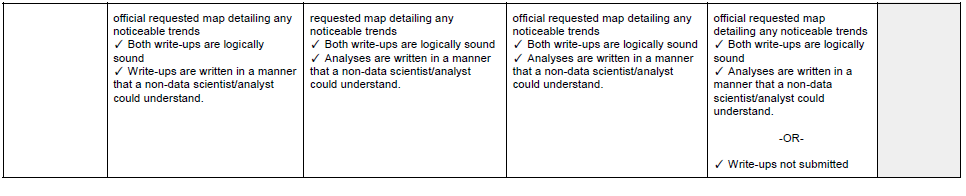 official requested map detailing any
noticeable trends
✓ Both write-ups are logically
sound
✓ Write-ups are written in a manner
that a non-data scientist/analyst
could understand.
requested map detailing any
noticeable trends
✓ Both write-ups are logically sound
✓ Analyses are written in a manner
that a non-data scientist/analyst
could understand.
official requested map detailing any
noticeable trends
✓ Both write-ups are logically sound
✓ Analyses are written in a manner
that a non-data scientist/analyst
could understand.
official requested map
detailing any noticeable trends
✓ Both write-ups are logically
sound
✓ Analyses are written in a
manner that a non-data
scientist/analyst could
understand.
-OR-
✓ Write-ups not submitted